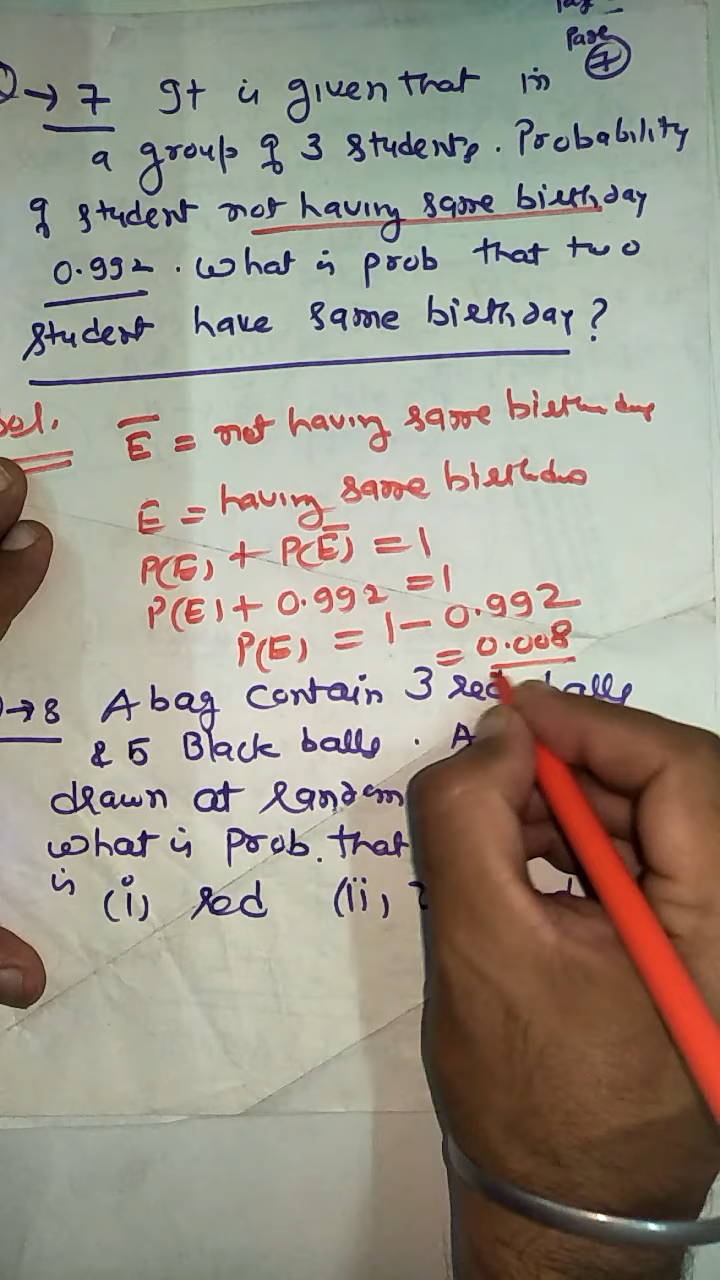 Page
7
→ 7 It is given that in
a group of 3 students. Probability
of student not having same birthday
0.992. What is prob that two
student have same birthday?
Sol. E̅ = not having same birthday
E = having same birthday
P(E) + P(E̅) = 1
P(E) + 0.992 = 1
P(E) = 1 - 0.992
= 0.008
→ 8 A bag contain 3 red balls
& 5 Black balls. A
drawn at random
what is prob. that
is (i) red (ii)